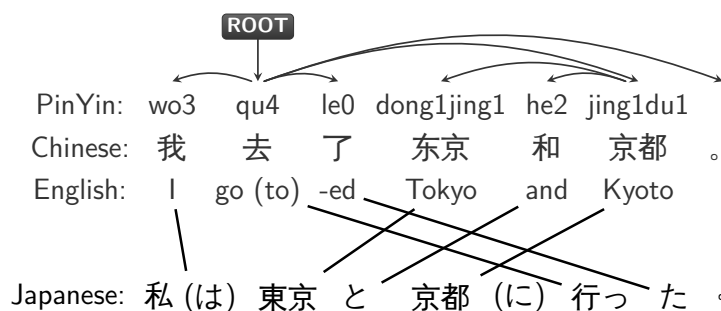 ROOT
PinYin: wo3 qu4 le0 dong1jing1 he2 jing1du1
Chinese: 我 去 了 东京 和 京都 。
English: I go (to) -ed Tokyo and Kyoto
Japanese: 私 (は) 東京 と 京都 (に) 行っ た 。